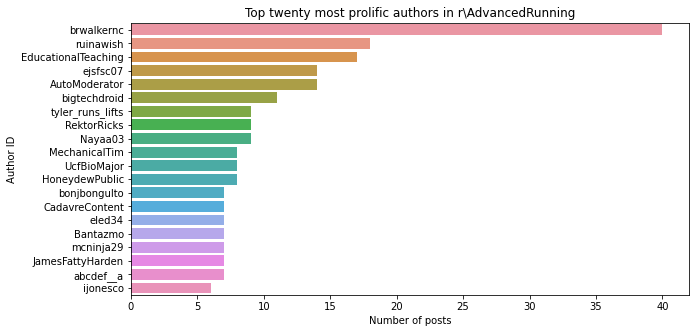 Top twenty most prolific authors in r\AdvancedRunning
Author ID
brwalkernc
ruinawish
EducationalTeaching
ejsfsc07
AutoModerator
bigtechdroid
tyler_runs_lifts
RektorRicks
Nayaa03
MechanicalTim
UcfBioMajor
HoneydewPublic
bonjbongulto
CadavreContent
eled34
Bantazmo
mcninja29
JamesFattyHarden
abcdef__a
ijonesco
0 5 10 15 20 25 30 35 40
Number of posts